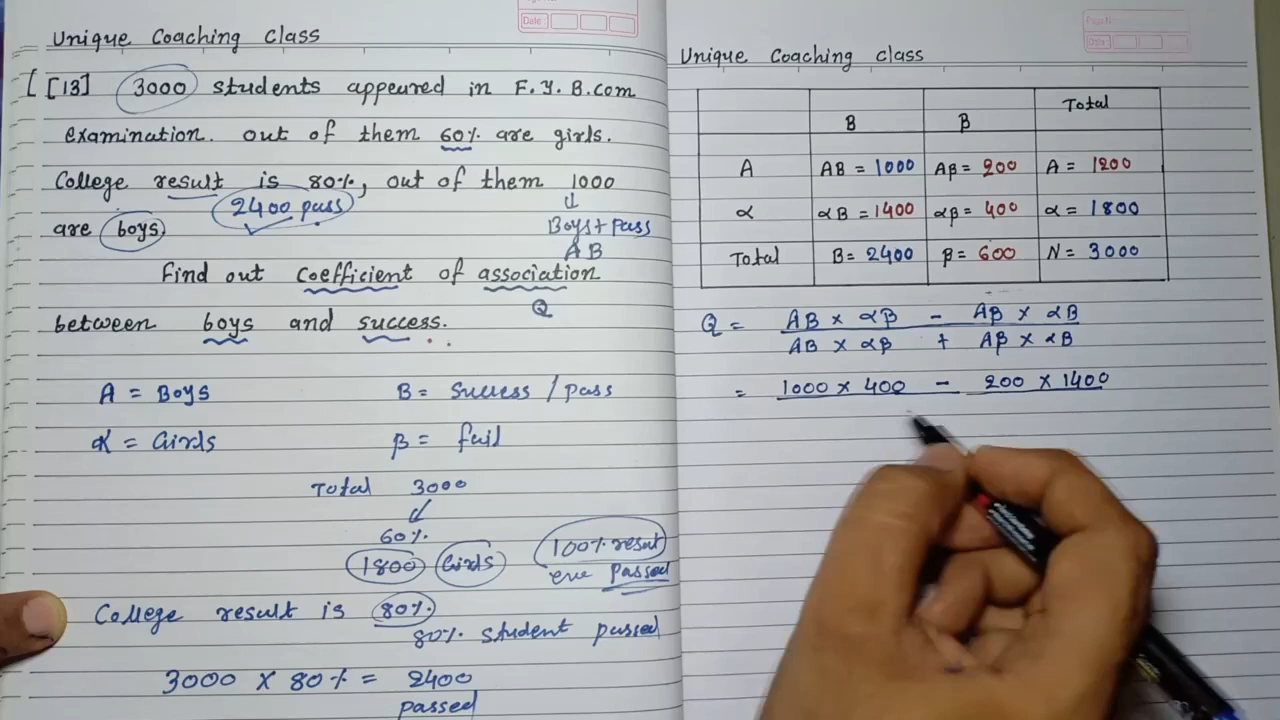 Unique Coaching class
Date :
[ [13] 3000 students appeured in F.Y.B.com
examination. out of them 60% are girls.
College result is 80%, out of them 1000
2400 pass
are boys
Boys + pass
A B
Find out coefficient of association
Q
between boys and success.
A = Boys B = Success / pass
α = Girls β = fail
Total 3000
60%
1800 Girls
100% result
eve passed
College result is 80%
80% student passed
3000 × 80% = 2400
passed
Unique Coaching class
Date:
B β Total
A AB = 1000 Aβ = 200 A = 1200
α αB = 1400 αβ = 400 α = 1800
Total B = 2400 β = 600 N = 3000
Q = AB × αβ - Aβ × αB
AB × αβ + Aβ × αB
= 1000 × 400 - 200 × 1400